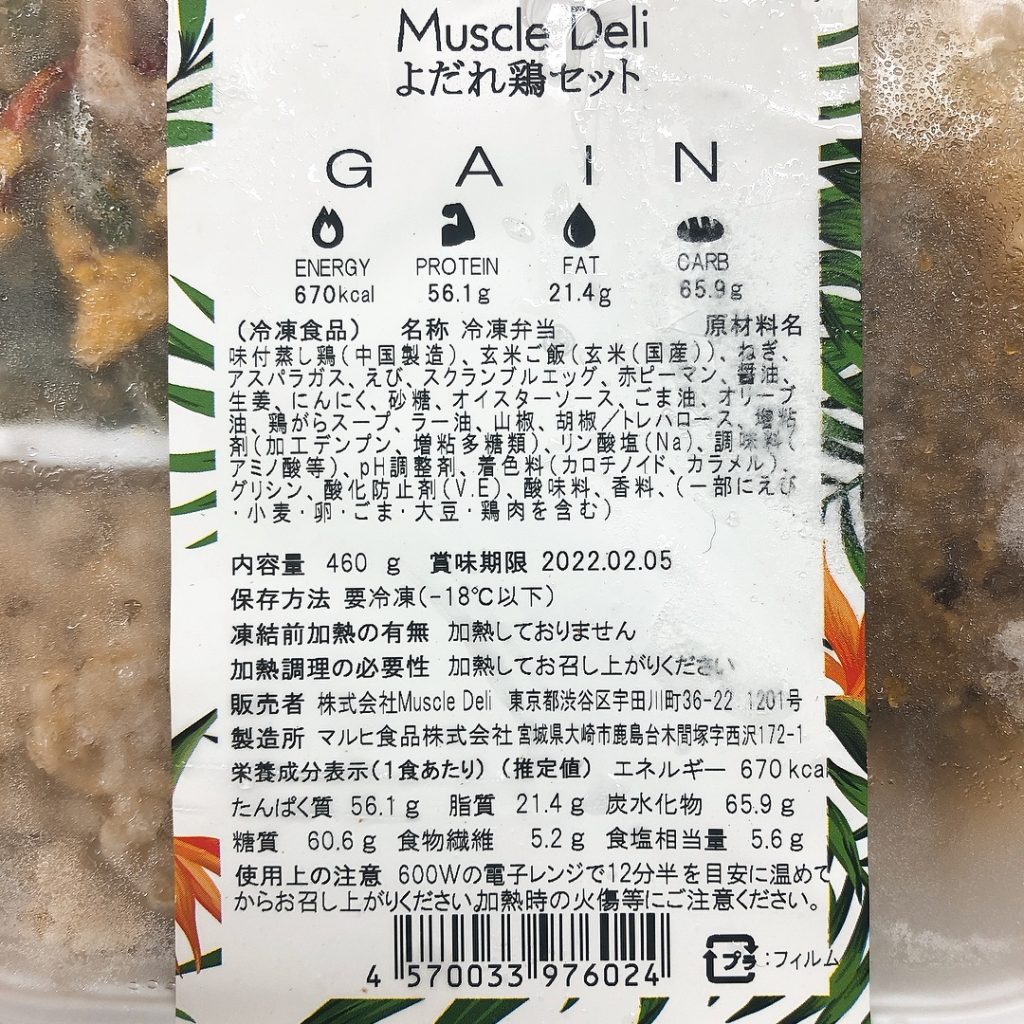 Muscle Deli
よだれ鶏セット
GAIN
ENERGY PROTEIN FAT CARB
670kcal 56.1g 21.4g 65.9g
(冷凍食品) 名称 冷凍弁当 原材料名
味付蒸し鶏(中国製造)、玄米ご飯(玄米(国産))、ねぎ、
アスパラガス、えび、スクランブルエッグ、赤ピーマン、醤油、
生姜、にんにく、砂糖、オイスターソース、ごま油、オリーブ
油、鶏がらスープ、ラー油、山椒、胡椒/トレハロース、増粘
剤(加工デンプン、増粘多糖類)、リン酸塩(Na)、調味料(
アミノ酸等)、pH調整剤、着色料(カロチノイド、カラメル)、
グリシン、酸化防止剤(V.E)、酸味料、香料、(一部にえび
・小麦・卵・ごま・大豆・鶏肉を含む)
内容量 460 g 賞味期限 2022.02.05
保存方法 要冷凍(-18℃以下)
凍結前加熱の有無 加熱しておりません
加熱調理の必要性 加熱してお召し上がりください
販売者 株式会社Muscle Deli 東京都渋谷区宇田川町36-22 1201号
製造所 マルヒ食品株式会社 宮城県大崎市鹿島台木間塚字西沢172-1
栄養成分表示(1食あたり) (推定値) エネルギー 670kcal
たんぱく質 56.1g 脂質 21.4g 炭水化物 65.9g
糖質 60.6g 食物繊維 5.2g 食塩相当量 5.6g
使用上の注意 600Wの電子レンジで12分半を目安に温めて
からお召し上がりください。加熱時の火傷等にご注意ください。
4 570033 976024
プラ:フィルム